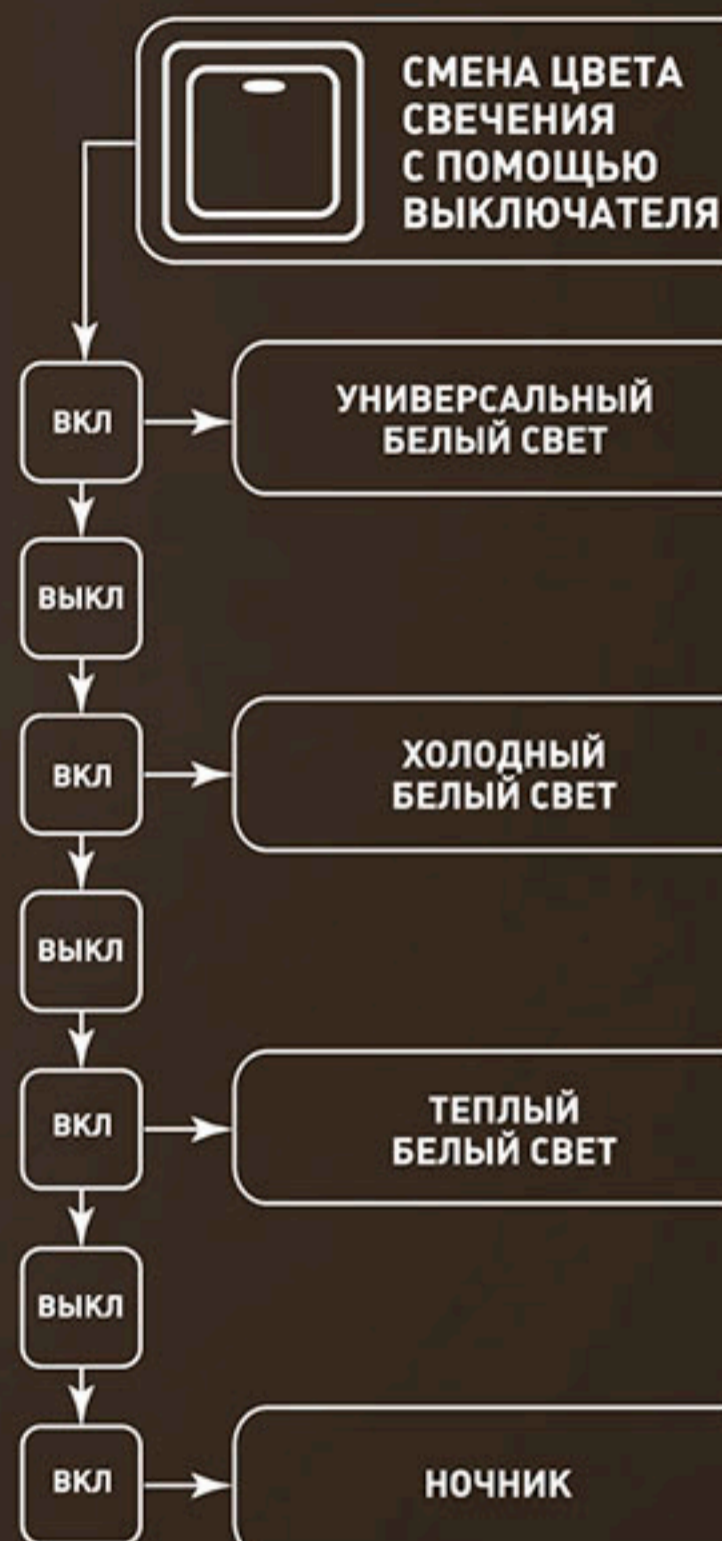 СМЕНА ЦВЕТА
СВЕЧЕНИЯ
С ПОМОЩЬЮ
ВЫКЛЮЧАТЕЛЯ
ВКЛ
УНИВЕРСАЛЬНЫЙ
БЕЛЫЙ СВЕТ
ВЫКЛ
ВКЛ
ХОЛОДНЫЙ
БЕЛЫЙ СВЕТ
ВЫКЛ
ВКЛ
ТЕПЛЫЙ
БЕЛЫЙ СВЕТ
ВЫКЛ
ВКЛ
НОЧНИК